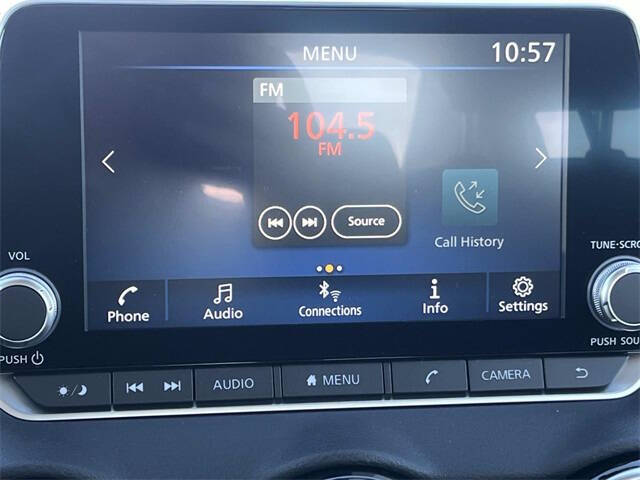 MENU 10:57
FM
104.5
FM
Source
Call History
VOL
TUNE-SCRO
Phone Audio Connections Info Settings
PUSH
PUSH SOU
AUDIO MENU CAMERA